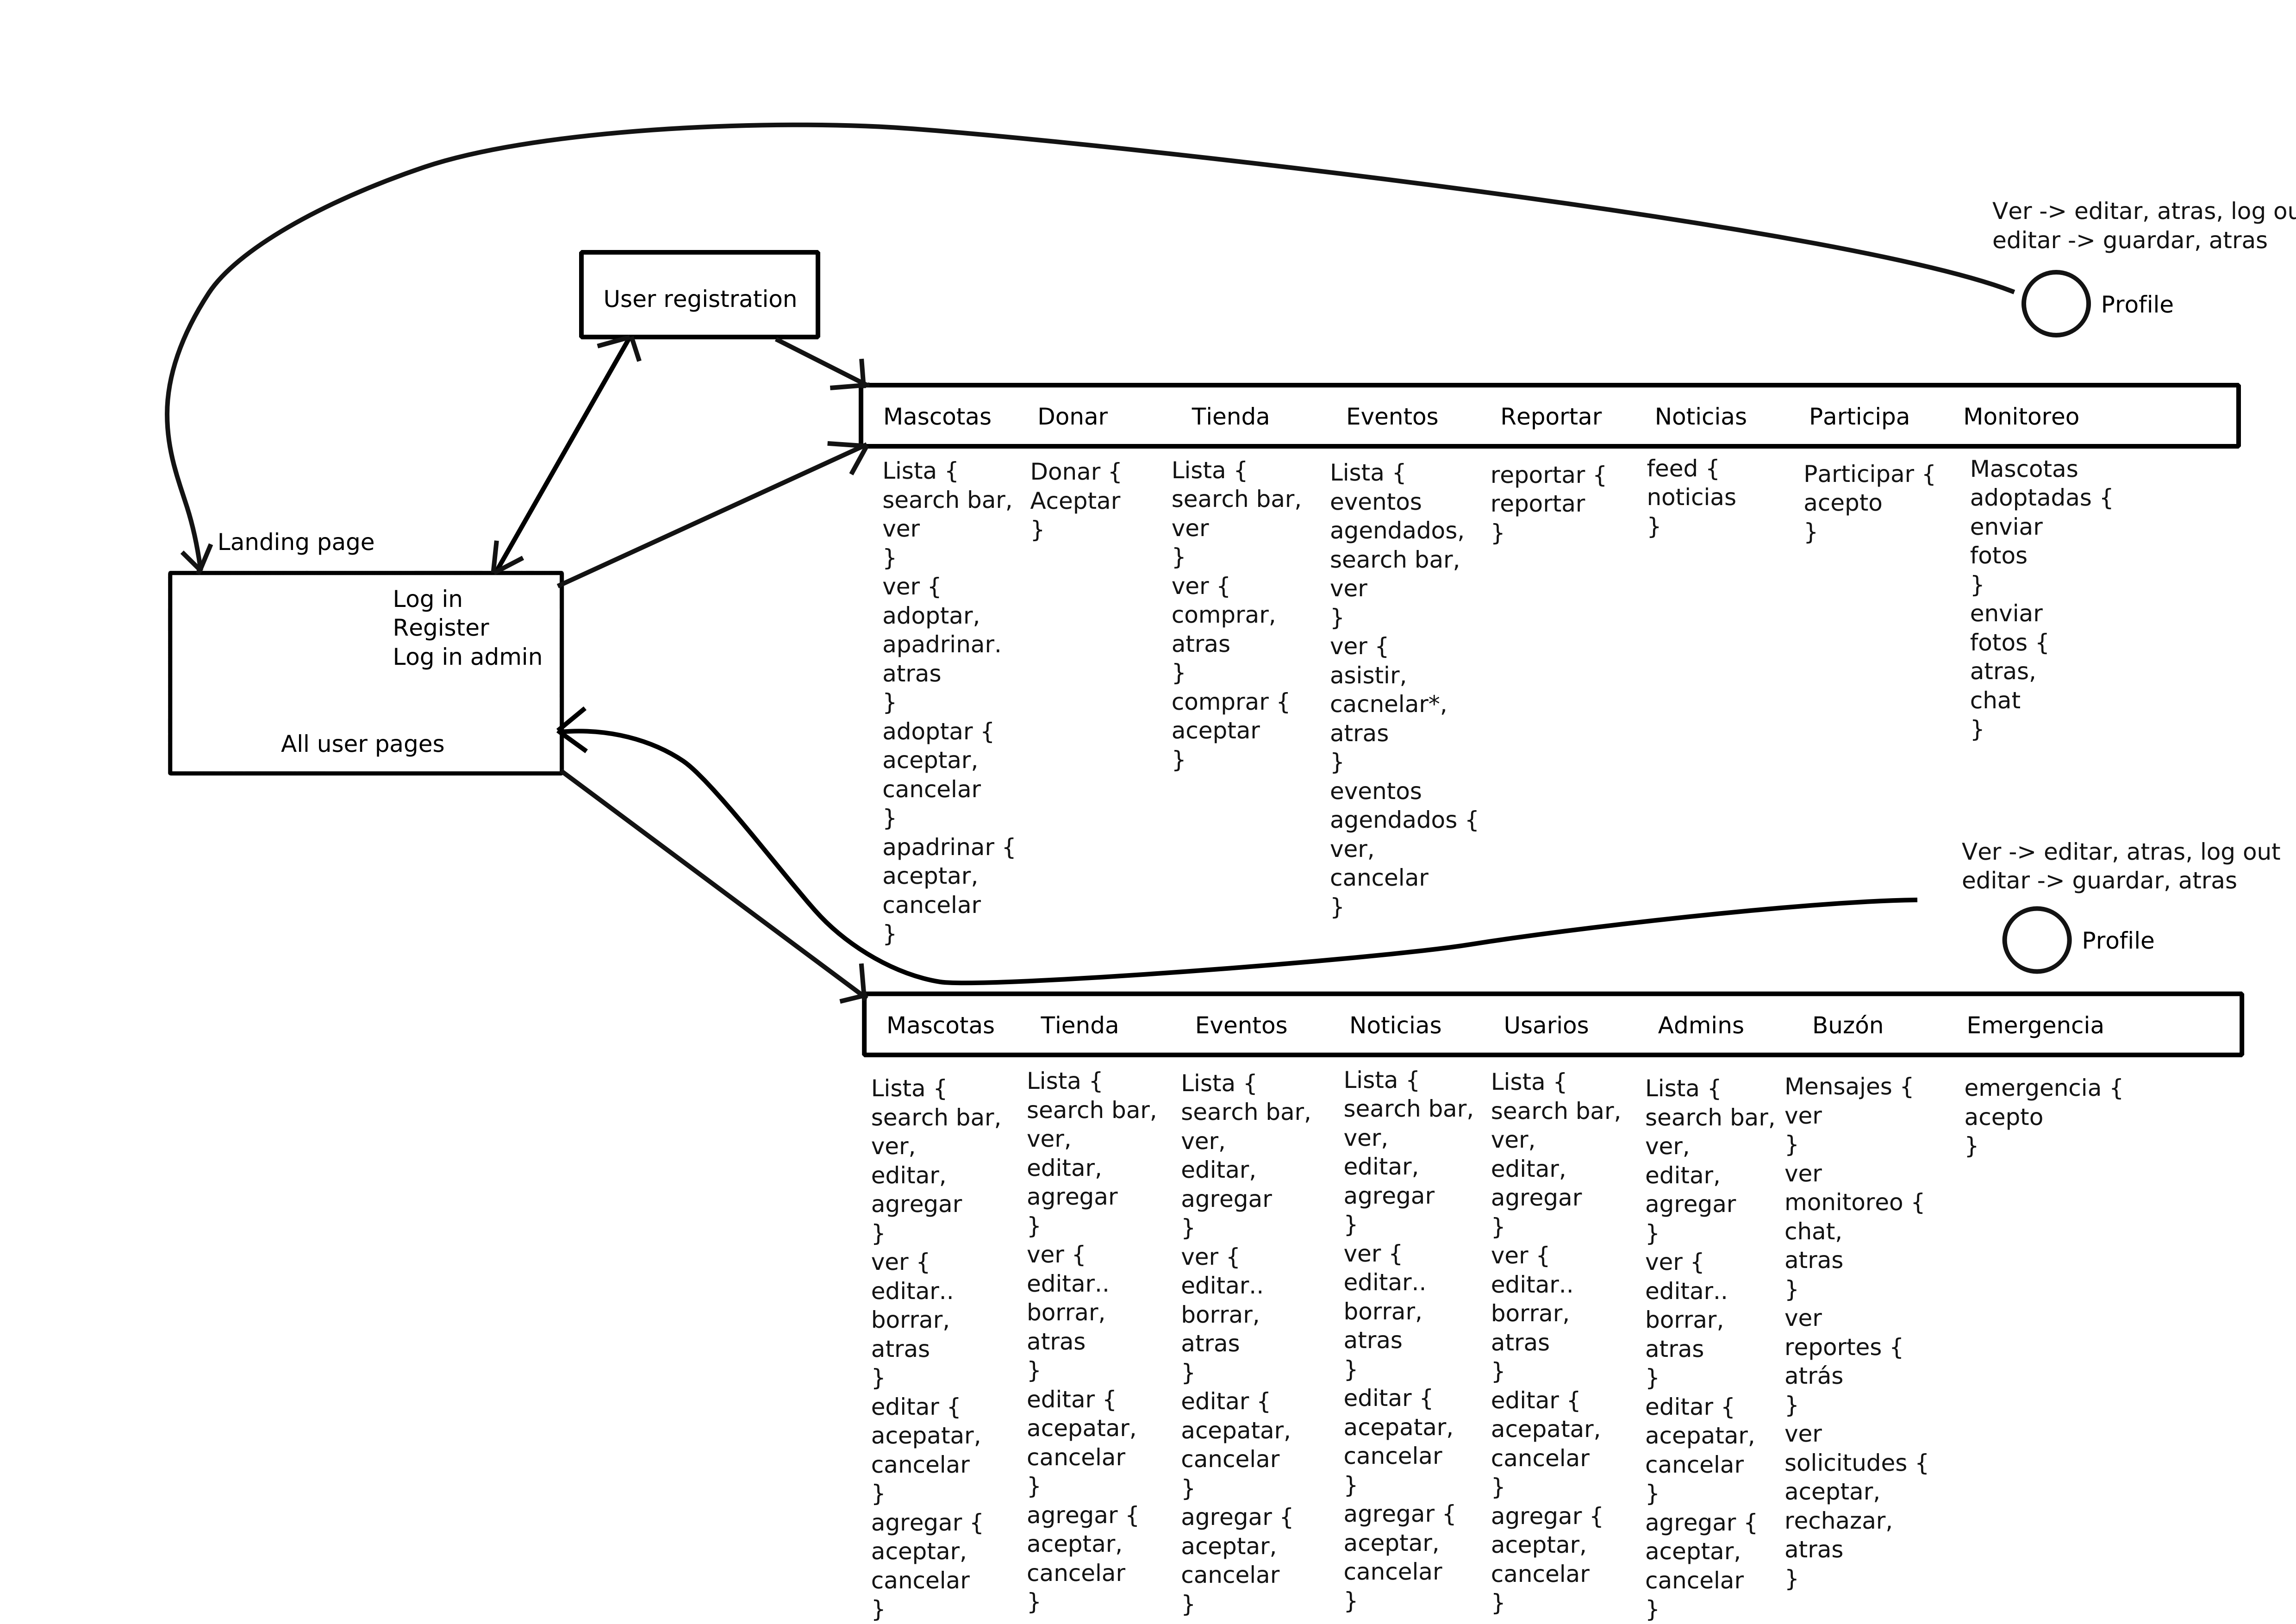 Ver -> editar, atras, log ou
editar -> guardar, atras
Profile
User registration
Mascotas Donar Tienda Eventos Reportar Noticias Participa Monitoreo
Lista {
search bar,
ver
}
ver {
adoptar,
apadrinar.
atras
}
adoptar {
aceptar,
cancelar
}
apadrinar {
aceptar,
cancelar
}
Donar {
Aceptar
}
Lista {
search bar,
ver
}
ver {
comprar,
atras
}
comprar {
aceptar
}
Lista {
eventos
agendados,
search bar,
ver
}
ver {
asistir,
cacnelar*,
atras
}
eventos
agendados {
ver,
cancelar
}
reportar {
reportar
}
feed {
noticias
}
Participar {
acepto
}
Mascotas
adoptadas {
enviar
fotos
}
enviar
fotos {
atras,
chat
}
Landing page
Log in
Register
Log in admin
All user pages
Ver -> editar, atras, log out
editar -> guardar, atras
Profile
Mascotas Tienda Eventos Noticias Usarios Admins Buzón Emergencia
Lista {
search bar,
ver,
editar,
agregar
}
ver {
editar..
borrar,
atras
}
editar {
acepatar,
cancelar
}
agregar {
aceptar,
cancelar
}
Lista {
search bar,
ver,
editar,
agregar
}
ver {
editar..
borrar,
atras
}
editar {
acepatar,
cancelar
}
agregar {
aceptar,
cancelar
}
Lista {
search bar,
ver,
editar,
agregar
}
ver {
editar..
borrar,
atras
}
editar {
acepatar,
cancelar
}
agregar {
aceptar,
cancelar
}
Lista {
search bar,
ver,
editar,
agregar
}
ver {
editar..
borrar,
atras
}
editar {
acepatar,
cancelar
}
agregar {
aceptar,
cancelar
}
Lista {
search bar,
ver,
editar,
agregar
}
ver {
editar..
borrar,
atras
}
editar {
acepatar,
cancelar
}
agregar {
aceptar,
cancelar
}
Lista {
search bar,
ver,
editar,
agregar
}
ver {
editar..
borrar,
atras
}
editar {
acepatar,
cancelar
}
agregar {
aceptar,
cancelar
}
Mensajes {
ver
}
ver
monitoreo {
chat,
atras
}
ver
reportes {
atrás
}
ver
solicitudes {
aceptar,
rechazar,
atras
}
emergencia {
acepto
}